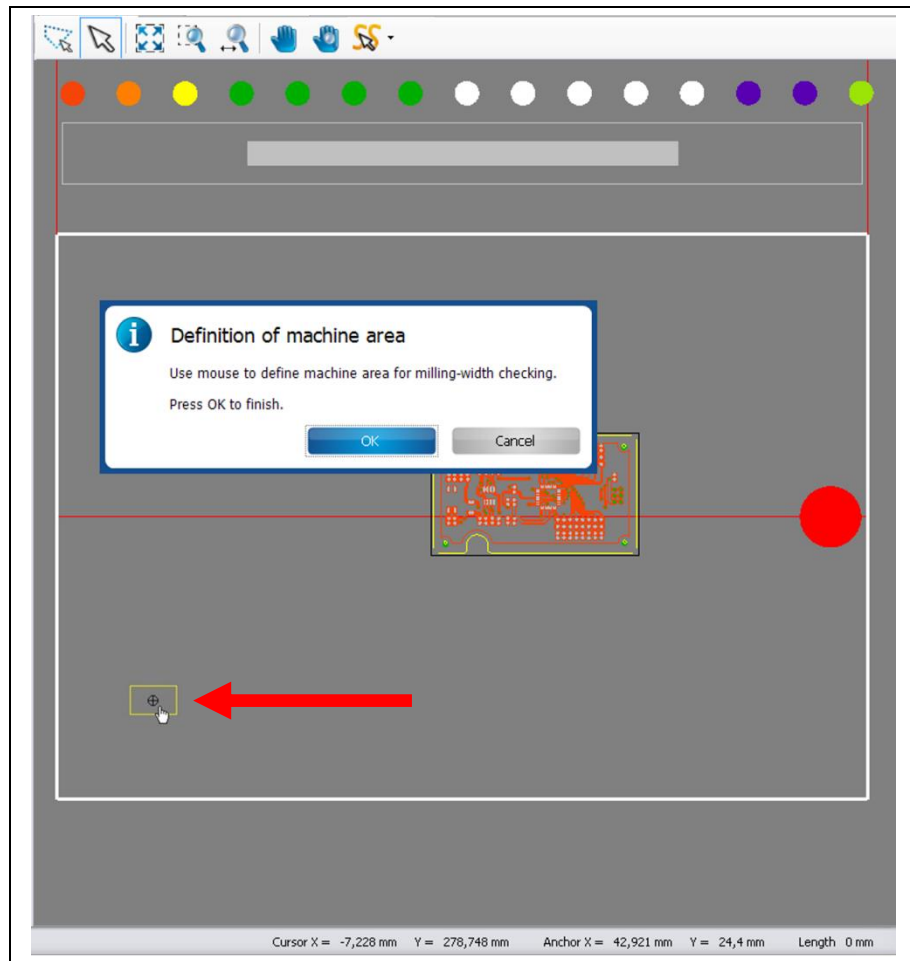 Definition of machine area
Use mouse to define machine area for milling-width checking.
Press OK to finish.
OK Cancel
Cursor X = -7,228 mm Y = 278,748 mm Anchor X = 42,921 mm Y = 24,4 mm Length 0 mm